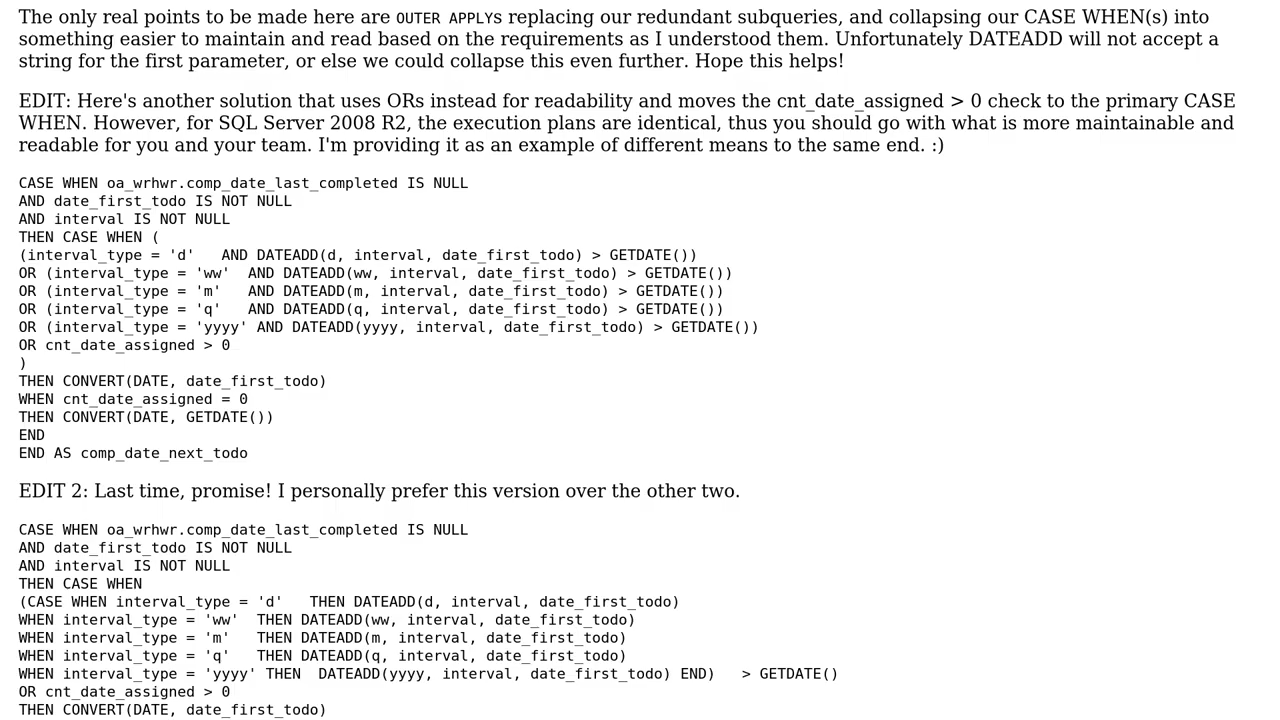 The only real points to be made here are OUTER APPLYs replacing our redundant subqueries, and collapsing our CASE WHEN(s) into
something easier to maintain and read based on the requirements as I understood them. Unfortunately DATEADD will not accept a
string for the first parameter, or else we could collapse this even further. Hope this helps!
EDIT: Here's another solution that uses ORs instead for readability and moves the cnt_date_assigned > 0 check to the primary CASE
WHEN. However, for SQL Server 2008 R2, the execution plans are identical, thus you should go with what is more maintainable and
readable for you and your team. I'm providing it as an example of different means to the same end. :)
CASE WHEN oa_wrhwr.comp_date_last_completed IS NULL
AND date_first_todo IS NOT NULL
AND interval IS NOT NULL
THEN CASE WHEN (
(interval_type = 'd'   AND DATEADD(d, interval, date_first_todo) > GETDATE())
OR (interval_type = 'ww'  AND DATEADD(ww, interval, date_first_todo) > GETDATE())
OR (interval_type = 'm'   AND DATEADD(m, interval, date_first_todo) > GETDATE())
OR (interval_type = 'q'   AND DATEADD(q, interval, date_first_todo) > GETDATE())
OR (interval_type = 'yyyy' AND DATEADD(yyyy, interval, date_first_todo) > GETDATE())
OR cnt_date_assigned > 0
)
THEN CONVERT(DATE, date_first_todo)
WHEN cnt_date_assigned = 0
THEN CONVERT(DATE, GETDATE())
END
END AS comp_date_next_todo
EDIT 2: Last time, promise! I personally prefer this version over the other two.
CASE WHEN oa_wrhwr.comp_date_last_completed IS NULL
AND date_first_todo IS NOT NULL
AND interval IS NOT NULL
THEN CASE WHEN
(CASE WHEN interval_type = 'd'   THEN DATEADD(d, interval, date_first_todo)
WHEN interval_type = 'ww'  THEN DATEADD(ww, interval, date_first_todo)
WHEN interval_type = 'm'   THEN DATEADD(m, interval, date_first_todo)
WHEN interval_type = 'q'   THEN DATEADD(q, interval, date_first_todo)
WHEN interval_type = 'yyyy' THEN  DATEADD(yyyy, interval, date_first_todo) END)   > GETDATE()
OR cnt_date_assigned > 0
THEN CONVERT(DATE, date_first_todo)